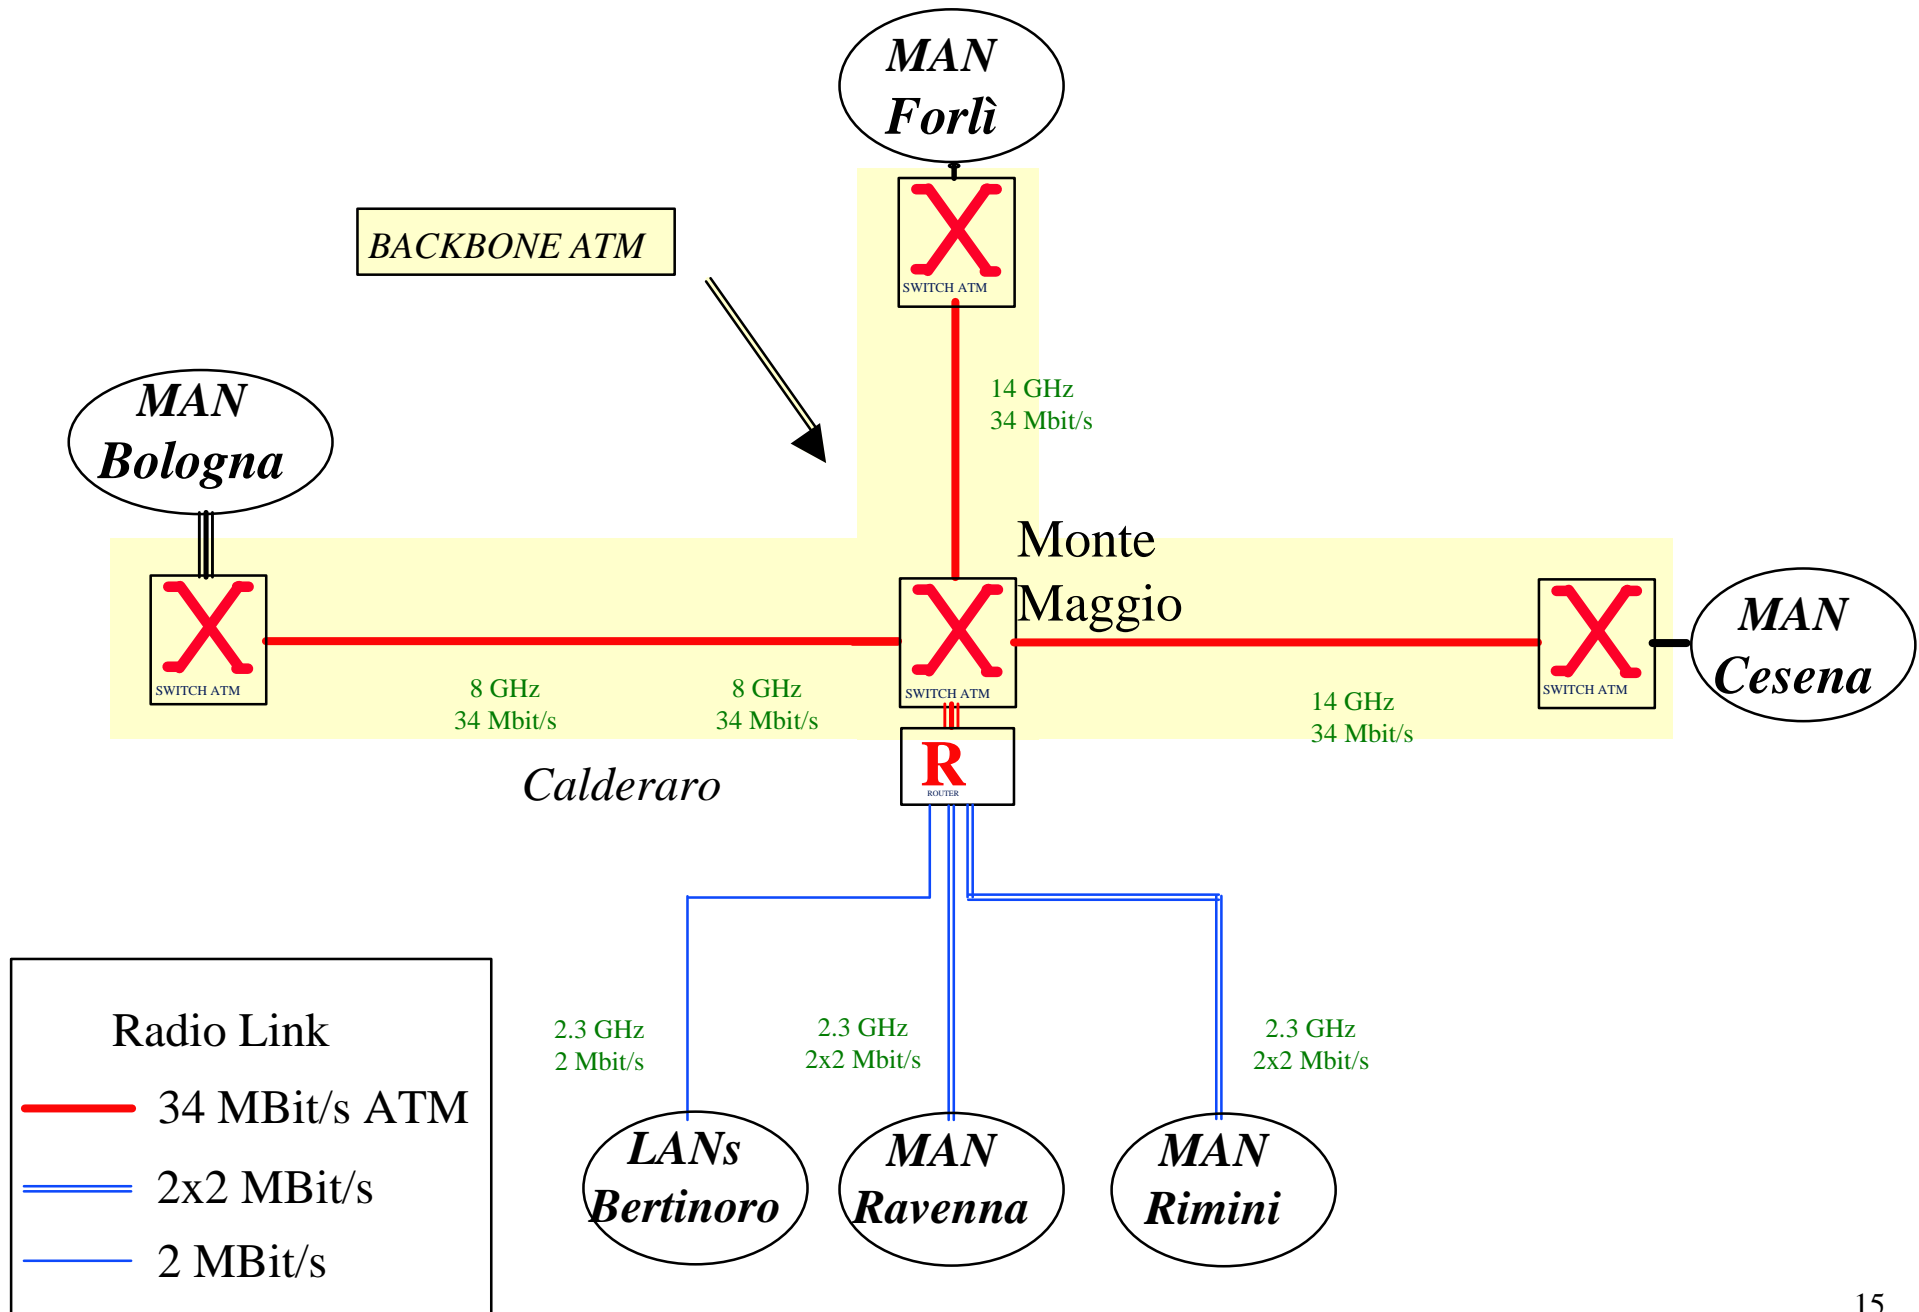 MAN
Forlì
SWITCH ATM
BACKBONE ATM
14 GHz
34 Mbit/s
MAN
Bologna
SWITCH ATM
8 GHz
34 Mbit/s
8 GHz
34 Mbit/s
Calderaro
Monte
Maggio
SWITCH ATM
R
ROUTER
14 GHz
34 Mbit/s
SWITCH ATM
MAN
Cesena
2.3 GHz
2 Mbit/s
2.3 GHz
2x2 Mbit/s
2.3 GHz
2x2 Mbit/s
LANs
Bertinoro
MAN
Ravenna
MAN
Rimini
Radio Link
34 MBit/s ATM
2x2 MBit/s
2 MBit/s
15